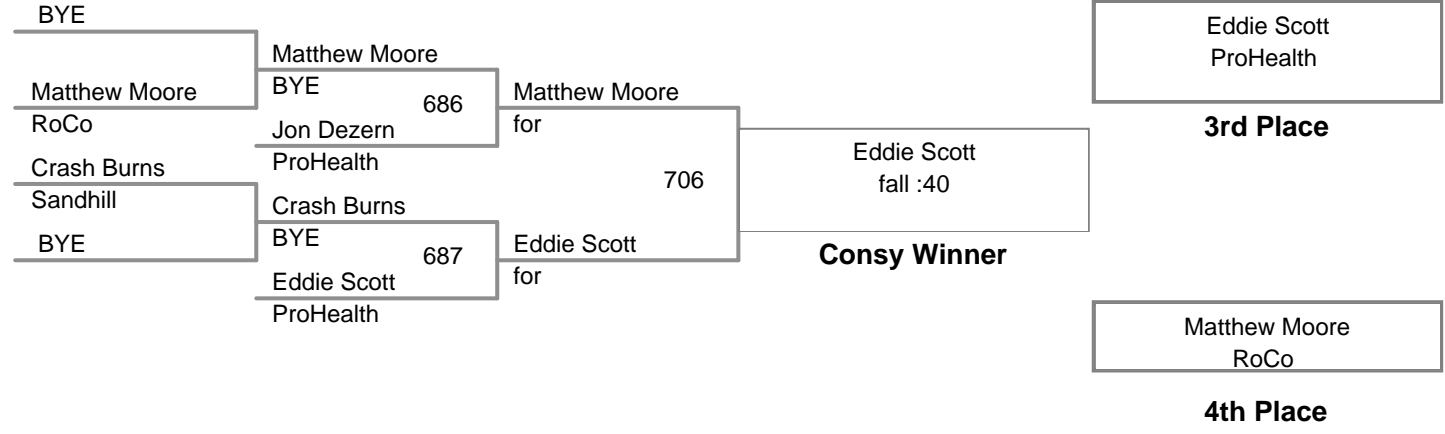 BYE
Matthew Moore
RoCo
Crash Burns
Sandhill
BYE
Matthew Moore
BYE
686
Jon Dezern
ProHealth
Crash Burns
BYE
687
Eddie Scott
ProHealth
Matthew Moore
for
706
Eddie Scott
for
Eddie Scott
fall :40
Consy Winner
Eddie Scott
ProHealth
3rd Place
Matthew Moore
RoCo
4th Place